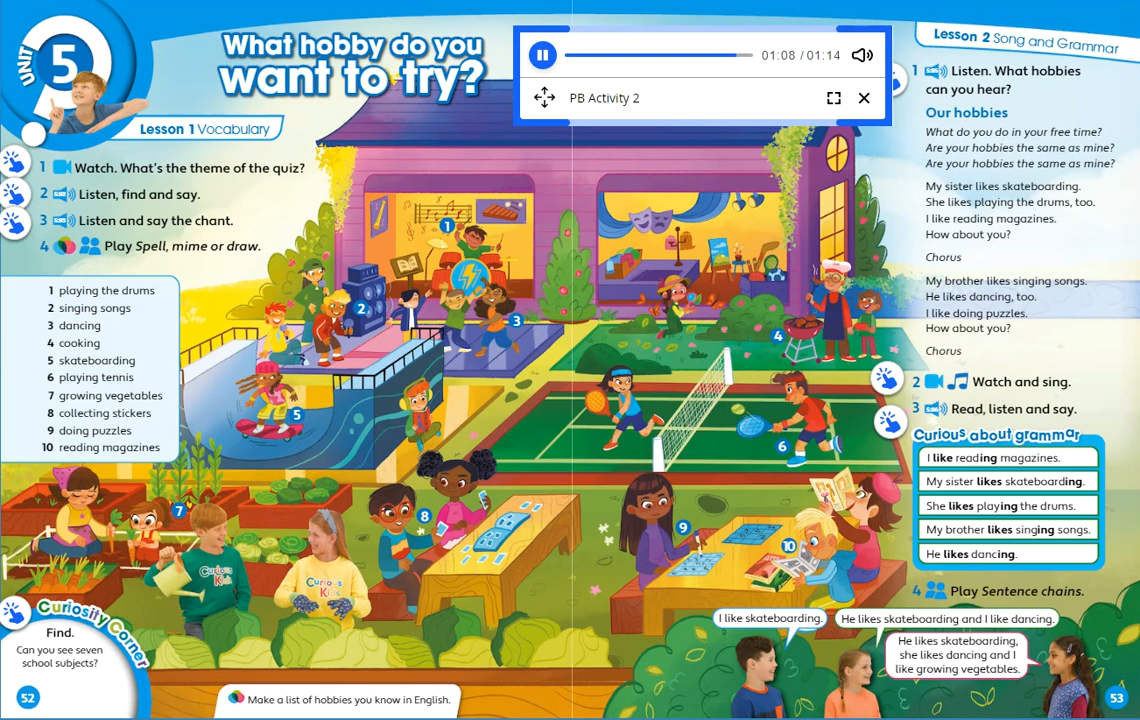 UNIT 5
What hobby do you
want to try?
Lesson 1 Vocabulary
1 Watch. What's the theme of the quiz?
2 Listen, find and say.
3 Listen and say the chant.
4 Play Spell, mime or draw.
1 playing the drums
2 singing songs
3 dancing
4 cooking
5 skateboarding
6 playing tennis
7 growing vegetables
8 collecting stickers
9 doing puzzles
10 reading magazines
01:08 / 01:14
PB Activity 2
1
2
3
4
5
6
7
8
9
10
Curious
Kids
Curious
Kids
Curiosity Corner
Find.
Can you see seven
school subjects?
52
Make a list of hobbies you know in English.
Lesson 2 Song and Grammar
1 Listen. What hobbies
can you hear?
Our hobbies
What do you do in your free time?
Are your hobbies the same as mine?
Are your hobbies the same as mine?
My sister likes skateboarding.
She likes playing the drums, too.
I like reading magazines.
How about you?
Chorus
My brother likes singing songs.
He likes dancing, too.
I like doing puzzles.
How about you?
Chorus
2 Watch and sing.
3 Read, listen and say.
Curious about grammar
I like reading magazines.
My sister likes skateboarding.
She likes playing the drums.
My brother likes singing songs.
He likes dancing.
4 Play Sentence chains.
I like skateboarding.
He likes skateboarding and I like dancing.
He likes skateboarding,
she likes dancing and I
like growing vegetables.
53